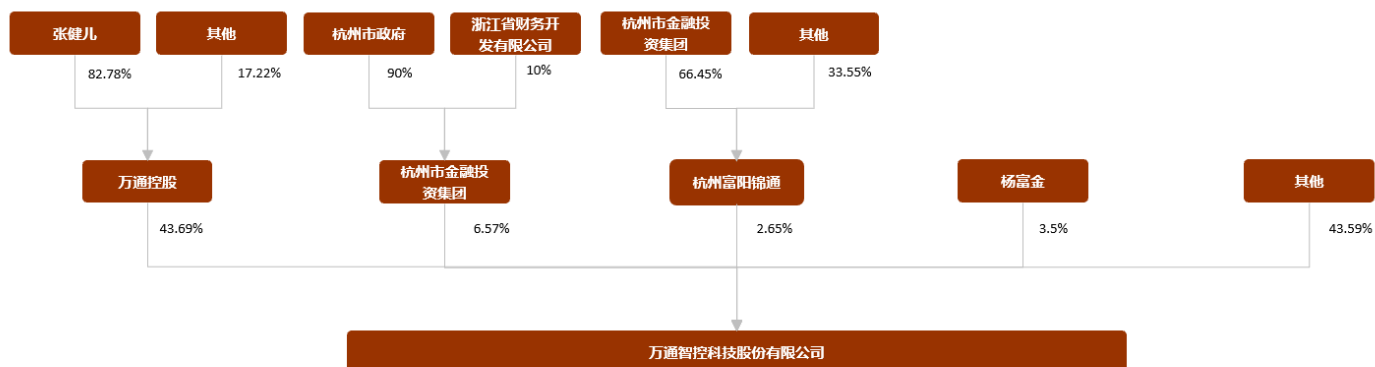 张健儿
其他
杭州市政府
浙江省财务开
发有限公司
杭州市金融投
资集团
其他
82.78%
17.22%
90%
10%
66.45%
33.55%
万通控股
杭州市金融投
资集团
杭州富阳锦通
杨富金
其他
43.69%
6.57%
2.65%
3.5%
43.59%
万通智控科技股份有限公司